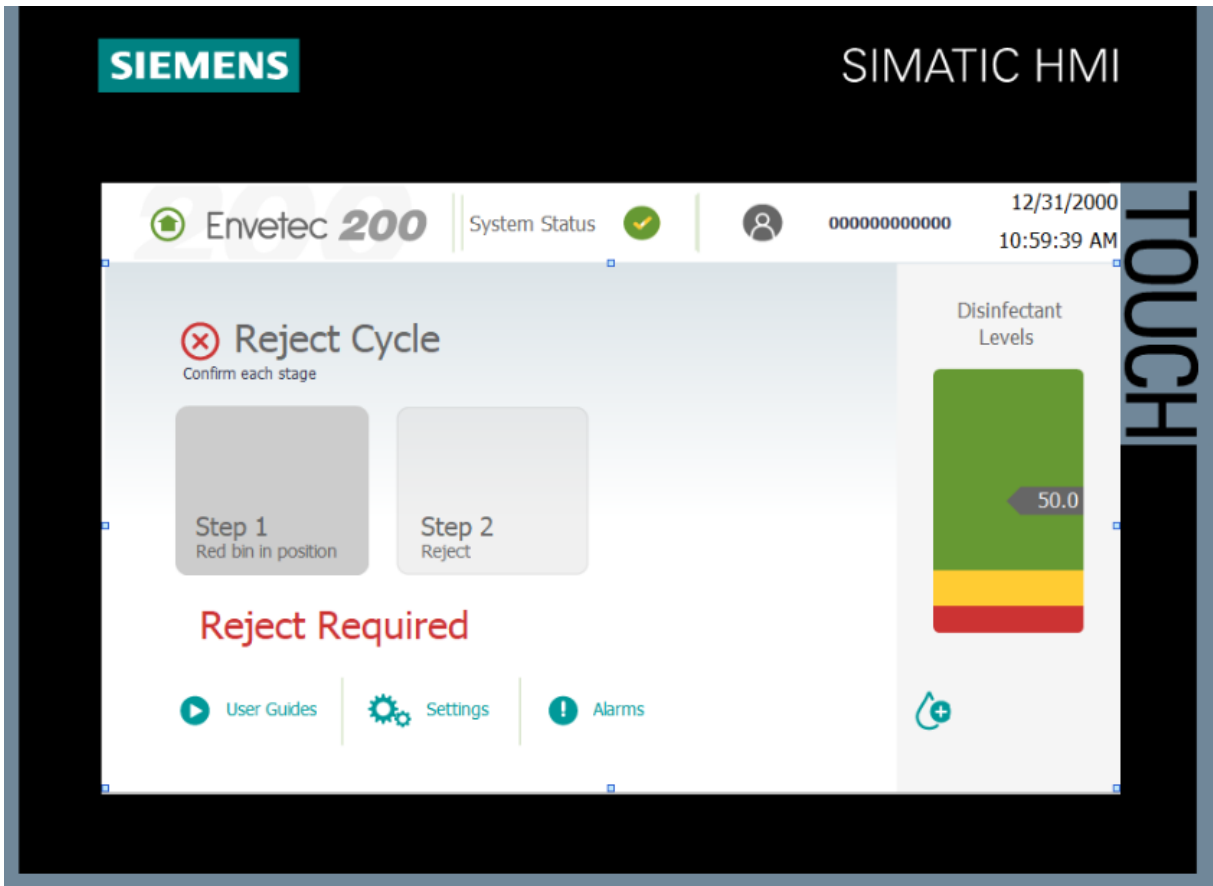 SIEMENS
SIMATIC HMI
TOUCH
200
Envetec 200
System Status
000000000000
12/31/2000
10:59:39 AM
Reject Cycle
Confirm each stage
Step 1
Red bin in position
Step 2
Reject
Reject Required
User Guides
Settings
Alarms
Disinfectant
Levels
50.0